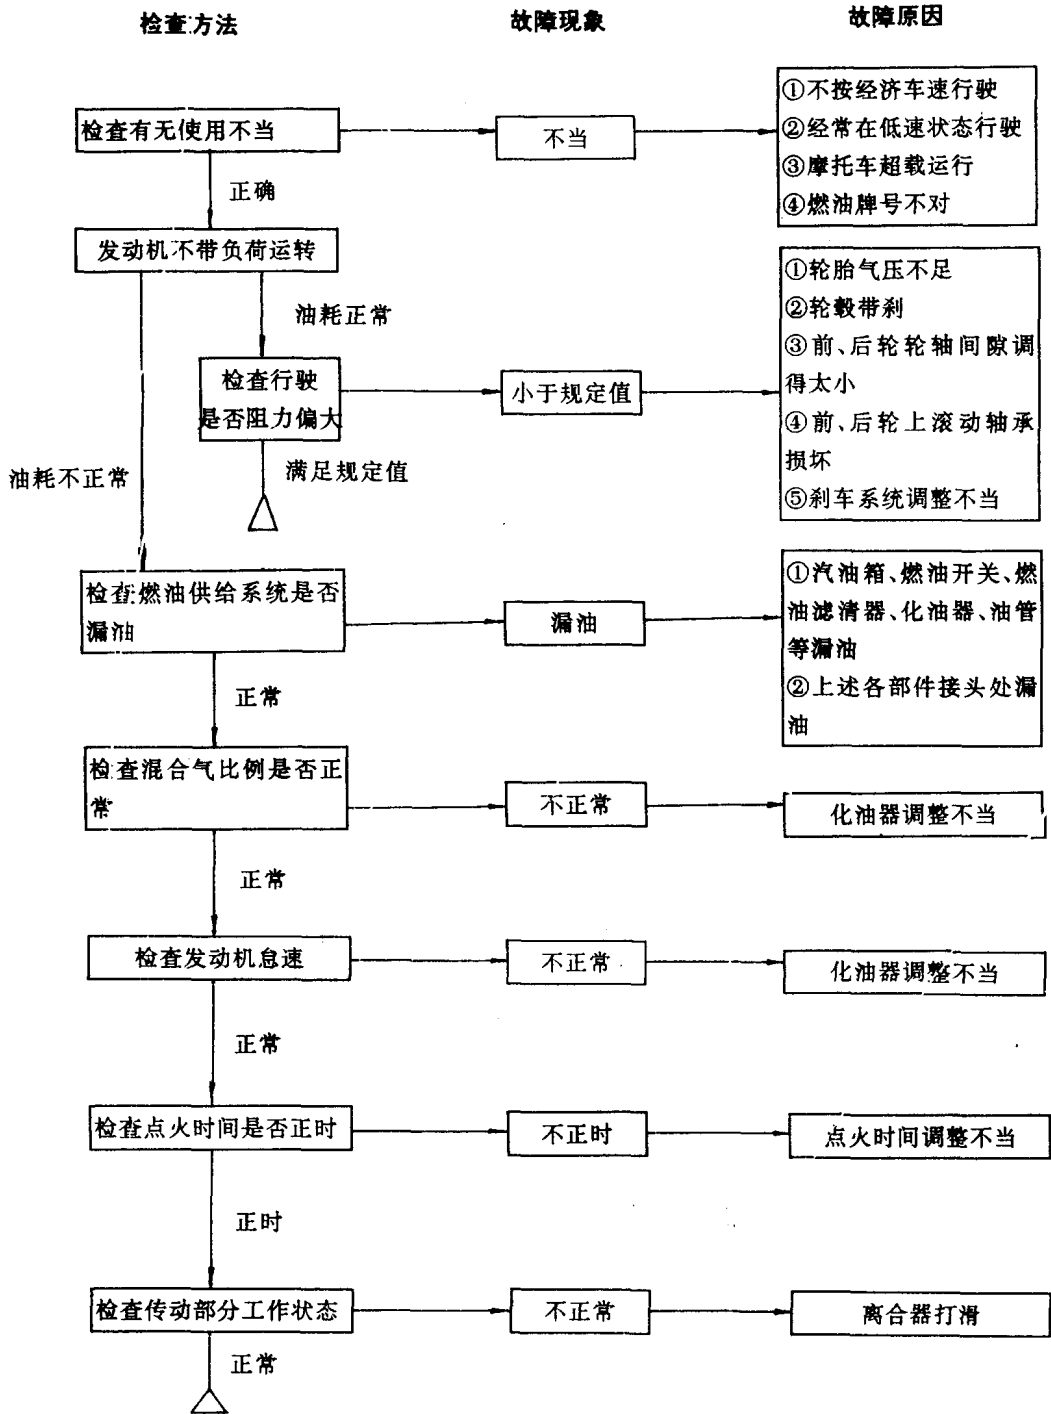 检查方法
故障现象
故障原因
检查有无使用不当
不当
①不按经济车速行驶
②经常在低速状态行驶
③摩托车超载运行
④燃油牌号不对
正确
发动机不带负荷运转
油耗正常
检查行驶
是否阻力偏大
小于规定值
①轮胎气压不足
②轮毂带刹
③前、后轮轮轴间隙调
得太小
④前、后轮上滚动轴承
损坏
⑤刹车系统调整不当
满足规定值
油耗不正常
检查燃油供给系统是否
漏油
漏油
①汽油箱、燃油开关、燃
油滤清器、化油器、油管
等漏油
②上述各部件接头处漏
油
正常
检查混合气比例是否正
常
不正常
化油器调整不当
正常
检查发动机怠速
不正常
化油器调整不当
正常
检查点火时间是否正时
不正时
点火时间调整不当
正时
检查传动部分工作状态
不正常
离合器打滑
正常